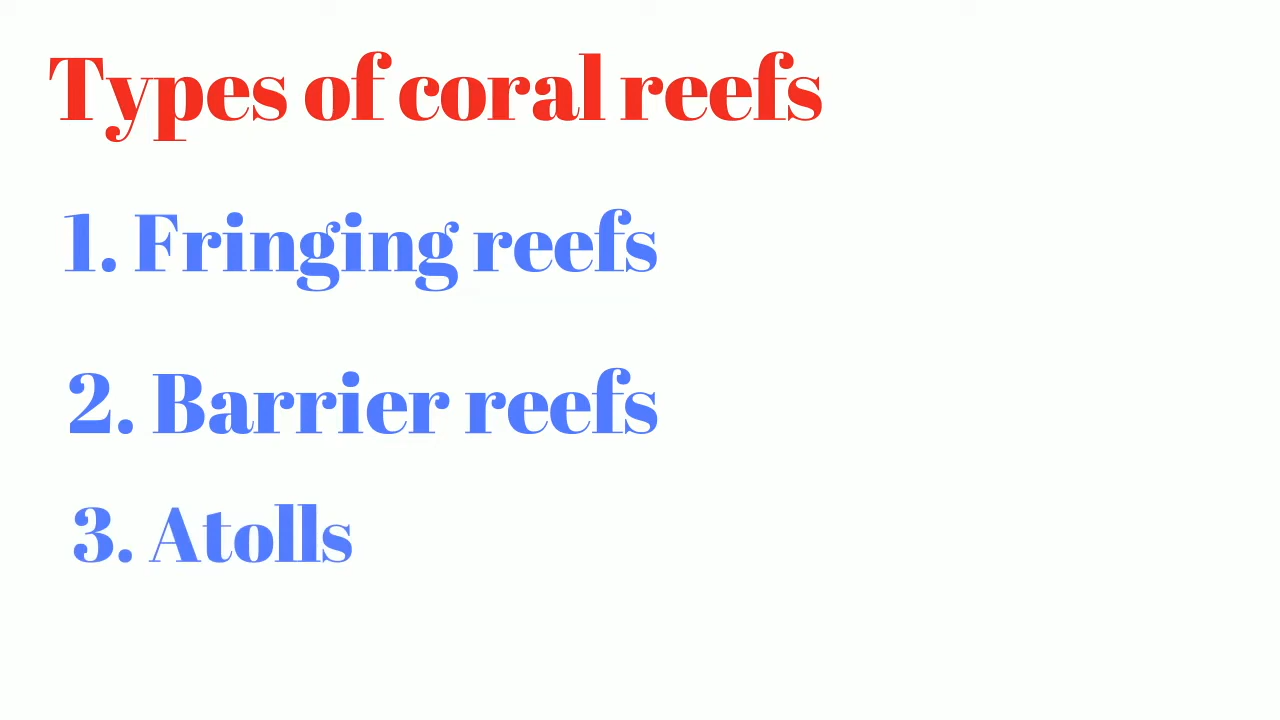 Types of coral reefs
1. Fringing reefs
2. Barrier reefs
3. Atolls